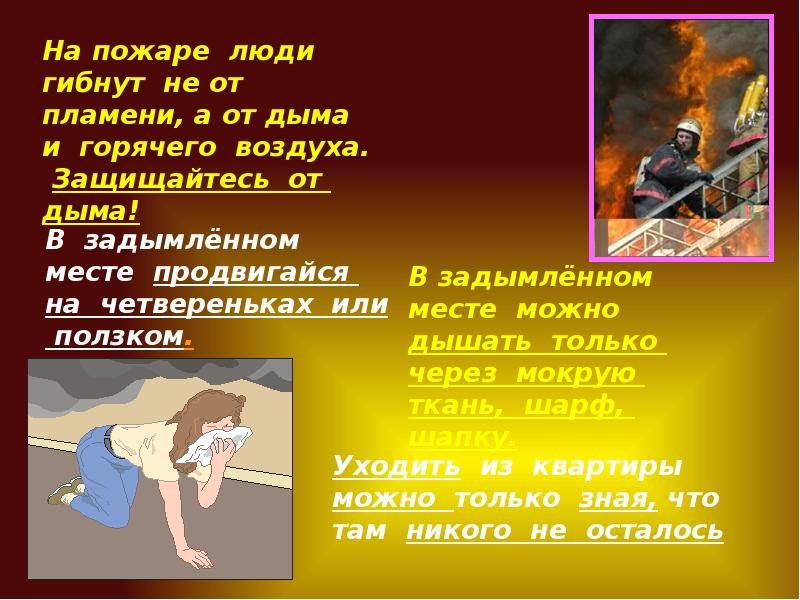 На пожаре люди
гибнут не от
пламени, а от дыма
и горячего воздуха.
Защищайтесь от
дыма!
В задымлённом
месте продвигайся
на четвереньках или
ползком.
В задымлённом
месте можно
дышать только
через мокрую
ткань, шарф,
шапку.
Уходить из квартиры
можно только зная, что
там никого не осталось